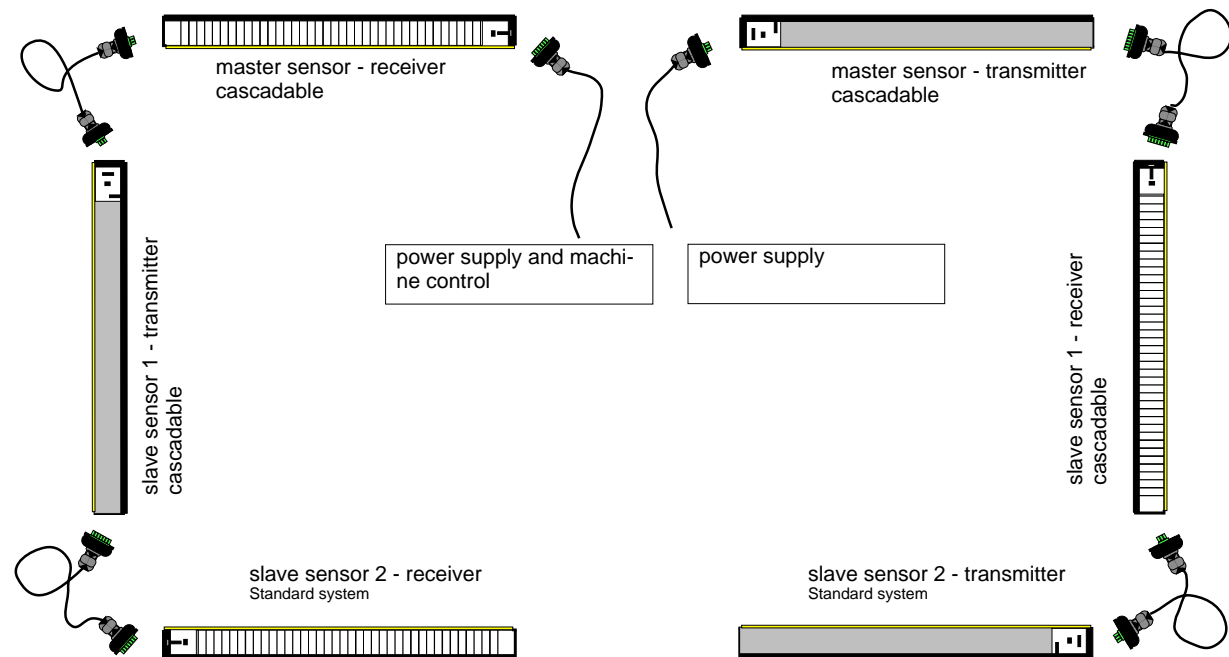 master sensor - receiver
cascadable
master sensor - transmitter
cascadable
power supply and machi-
ne control
power supply
slave sensor 1 - transmitter
cascadable
slave sensor 1 - receiver
cascadable
slave sensor 2 - receiver
Standard system
slave sensor 2 - transmitter
Standard system